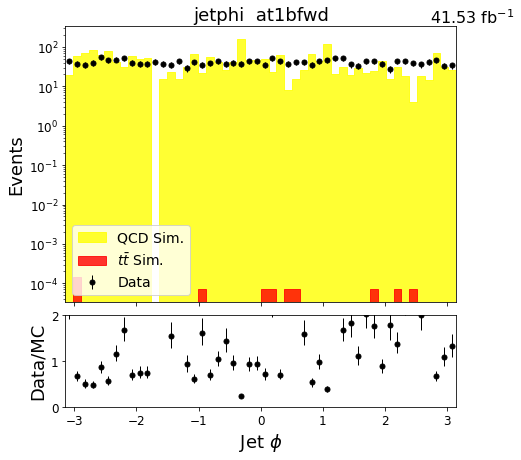 jetphi at1bfwd
41.53 fb⁻¹
Events
10²
10¹
10⁰
10⁻¹
10⁻²
10⁻³
10⁻⁴
QCD Sim.
tt̄ Sim.
Data
Data/MC
2
1
0
−3 −2 −1 0 1 2 3
Jet ϕ